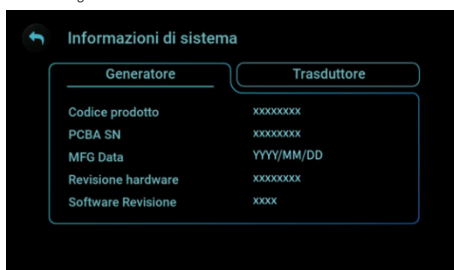 Informazioni di sistema
Generatore Trasduttore
Codice prodotto xxxxxxxx
PCBA SN xxxxxxxx
MFG Data YYYY/MM/DD
Revisione hardware xxxxxxxx
Software Revisione xxxx